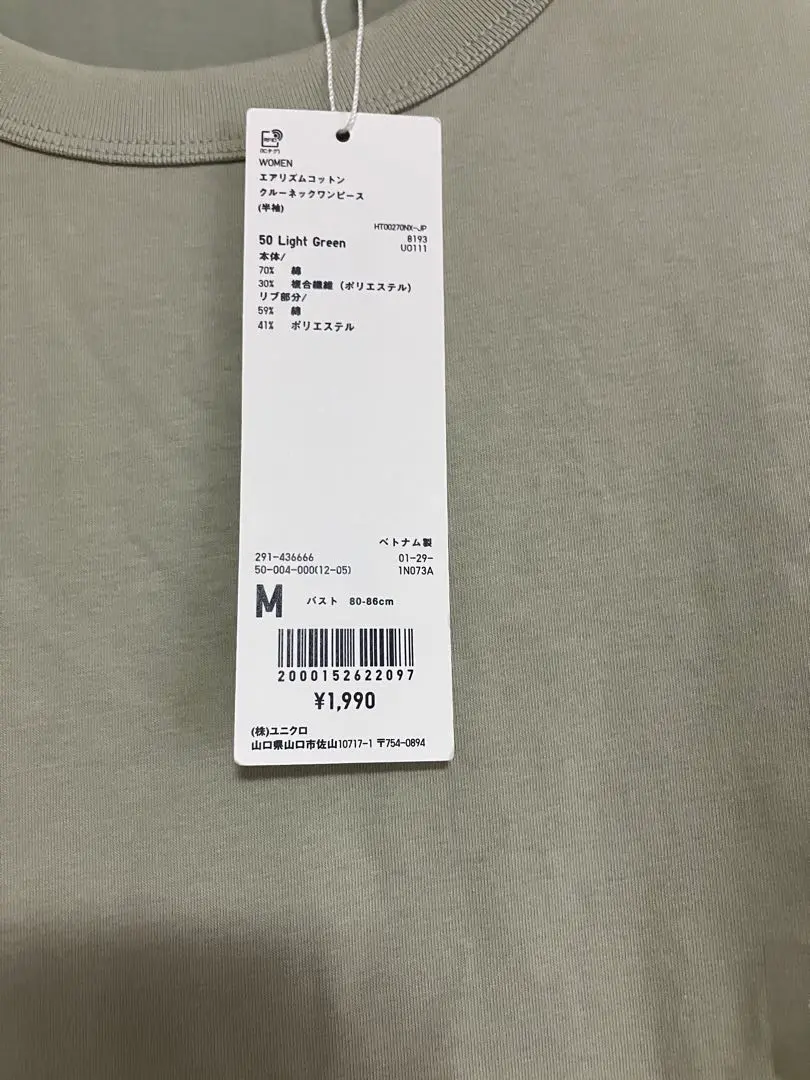 RFID
(ICタグ)
WOMEN
エアリズムコットン
クルーネックワンピース
(半袖)
HT00270NX-JP
50 Light Green 8193
U0111
本体/
70% 綿
30% 複合繊維 (ポリエステル)
リブ部分/
59% 綿
41% ポリエステル
ベトナム製
291-436666 01-29-
50-004-000(12-05) 1N073A
M バスト 80-86cm
2000152622097
¥1,990
(株)ユニクロ
山口県山口市佐山10717-1 〒754-0894